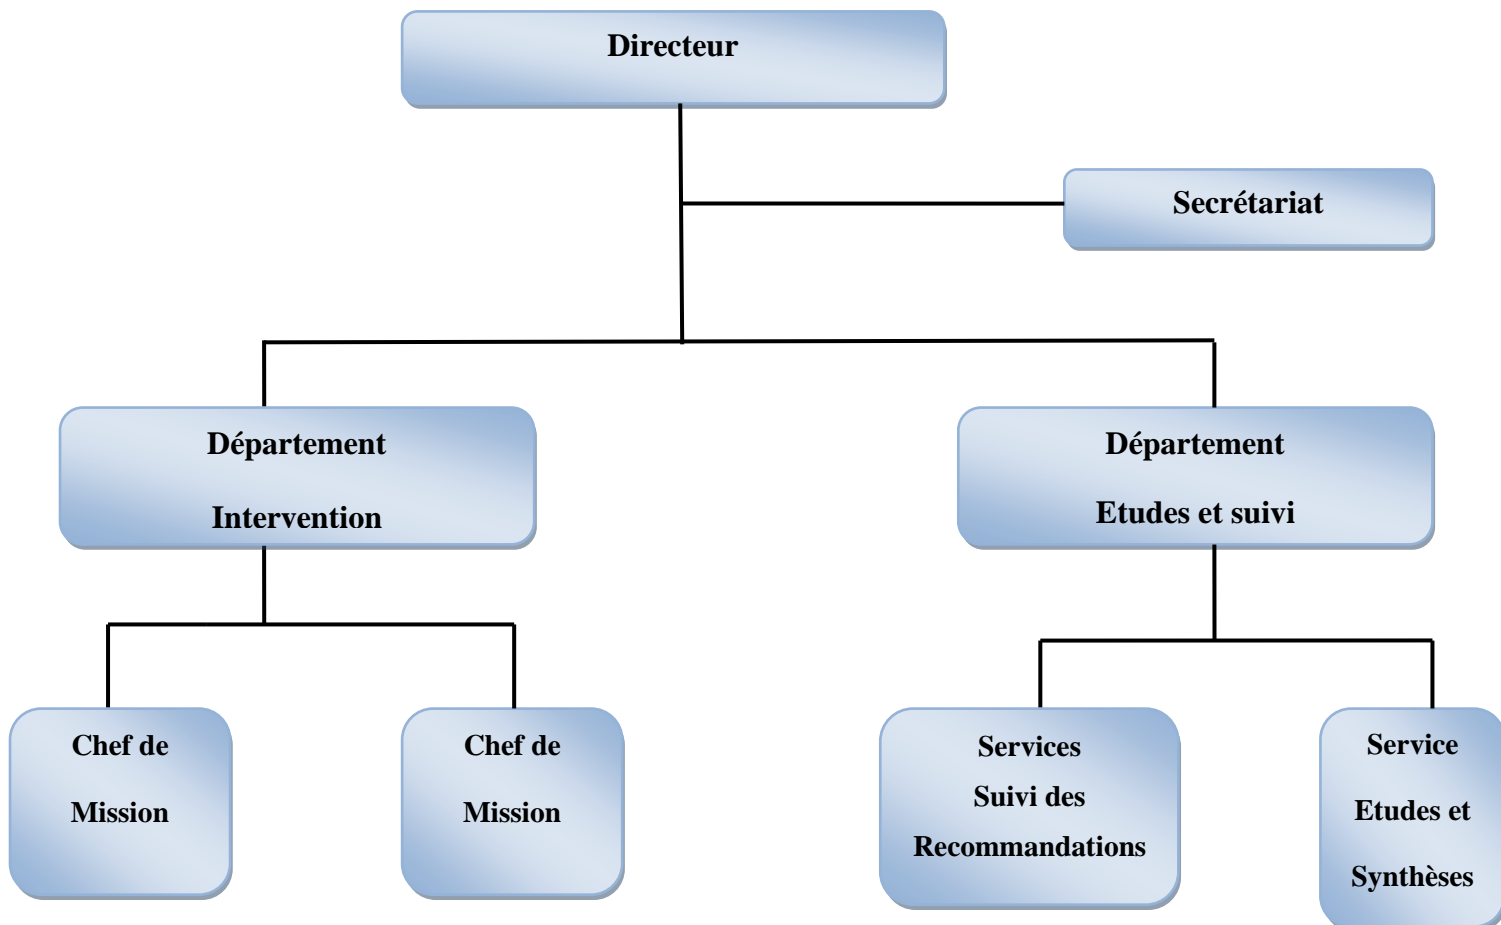 Directeur
Secrétariat
Département
Intervention
Département
Etudes et suivi
Chef de
Mission
Chef de
Mission
Services
Suivi des
Recommandations
Service
Etudes et
Synthèses